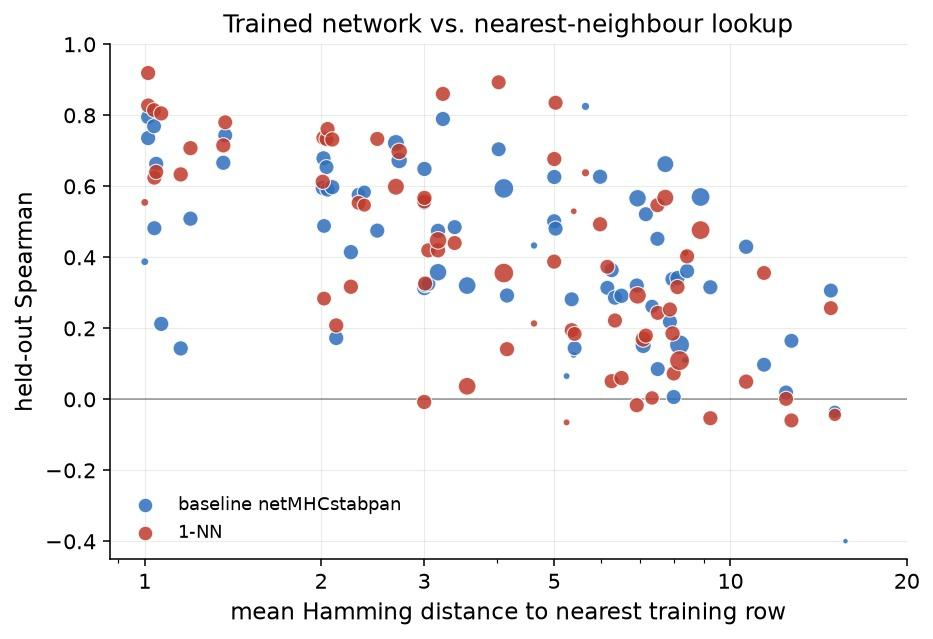 Trained network vs. nearest-neighbour lookup
1.0
0.8
0.6
0.4
0.2
0.0
−0.2
−0.4
held-out Spearman
baseline netMHCstabpan
1-NN
1 2 3 5 10 20
mean Hamming distance to nearest training row